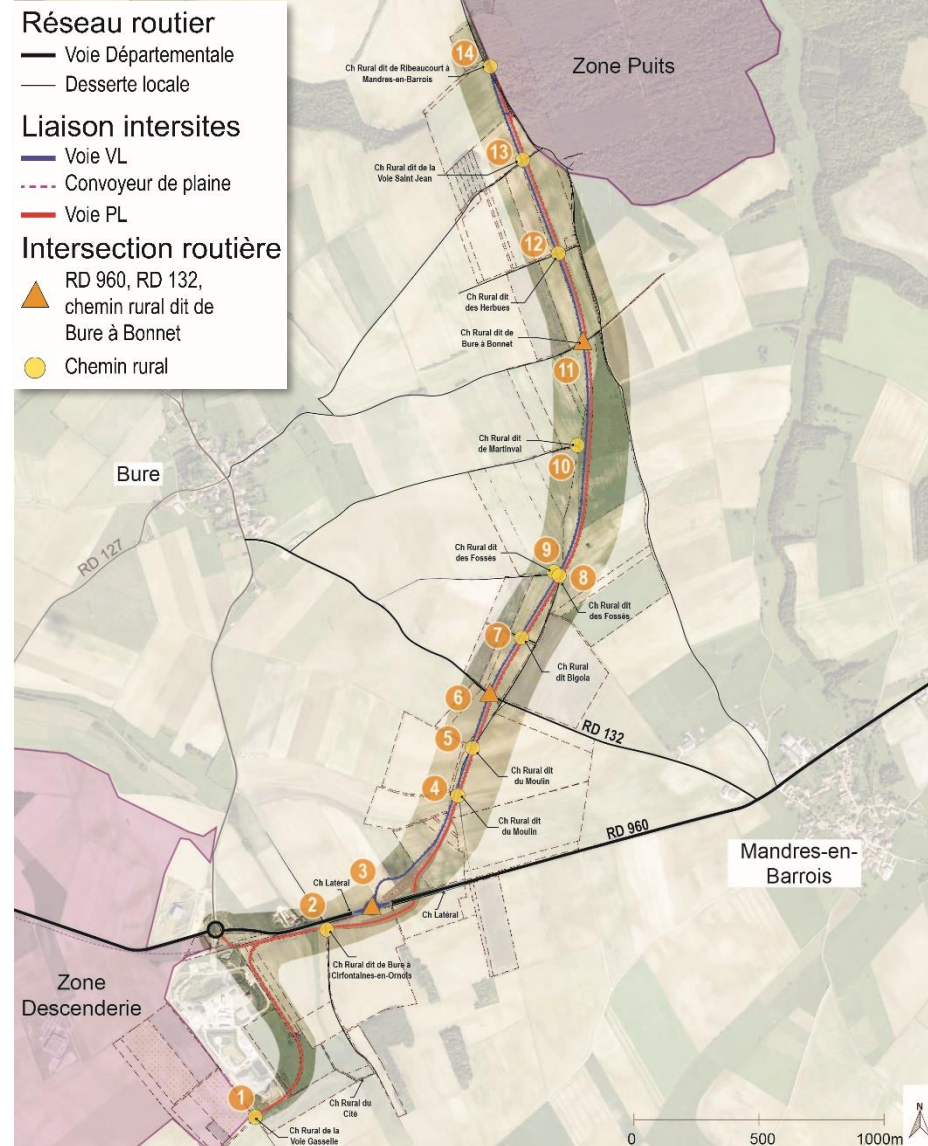 Réseau routier
Voie Départementale
Desserte locale
Liaison intersites
Voie VL
Convoyeur de plaine
Voie PL
Intersection routière
RD 960, RD 132,
chemin rural dit de
Bure à Bonnet
Chemin rural
14
Ch Rural dit de Ribeaucourt à
Mandres-en-Barrois
Zone Puits
13
Ch Rural dit de la
Voie Saint Jean
12
Ch Rural dit
des Herbues
Ch Rural dit de
Bure à Bonnet
11
Ch Rural dit
de Martinval
10
Bure
RD 127
9
Ch Rural dit
des Fossés
8
Ch Rural dit
des Fossés
7
Ch Rural
dit Bigola
6
RD 132
5
Ch Rural dit
du Moulin
4
Ch Rural dit
du Moulin
RD 960
Mandres-en-
Barrois
3
Ch Latéral
2
Ch Latéral
Ch Rural dit de Bure à
Cirfontaines-en-Ornois
Zone
Descenderie
1
Ch Rural du
Cité
Ch Rural de la
Voie Gasselle
N
0 500 1000m